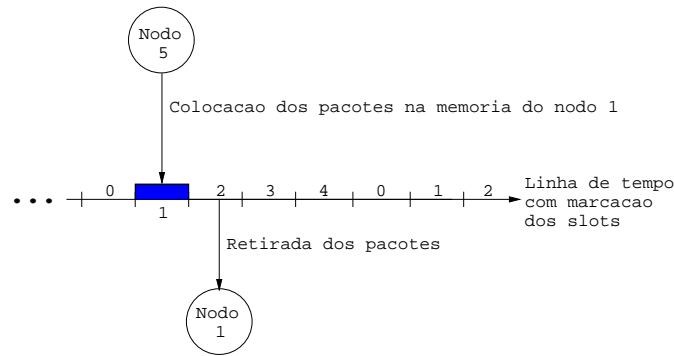 Nodo
5
Colocacao dos pacotes na memoria do nodo 1
... 0 2 3 4 0 1 2
1
Linha de tempo
com marcacao
dos slots
Retirada dos pacotes
Nodo
1